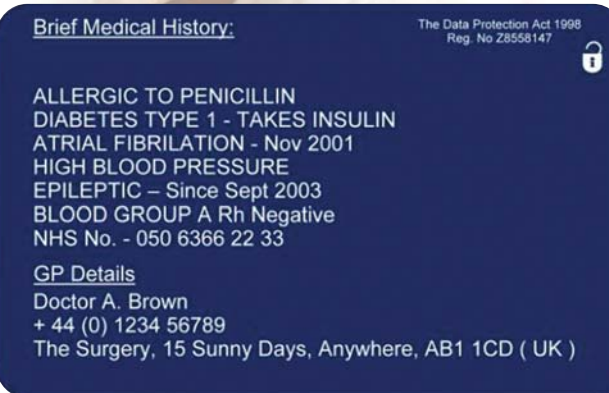 Brief Medical History:
The Data Protection Act 1998
Reg. No Z8558147
ALLERGIC TO PENICILLIN
DIABETES TYPE 1 - TAKES INSULIN
ATRIAL FIBRILATION - Nov 2001
HIGH BLOOD PRESSURE
EPILEPTIC – Since Sept 2003
BLOOD GROUP A Rh Negative
NHS No. - 050 6366 22 33
GP Details
Doctor A. Brown
+ 44 (0) 1234 56789
The Surgery, 15 Sunny Days, Anywhere, AB1 1CD ( UK )